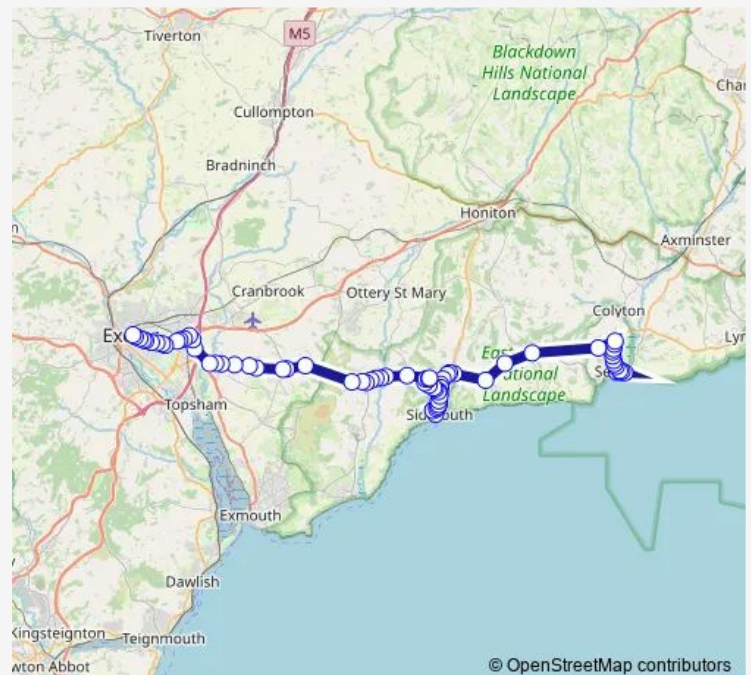 Tiverton
M5
Blackdown
Hills National
Landscape
Cullompton
Bradninch
Honiton
Axminster
Cranbrook
Ottery St Mary
Colyton
Topsham
Landscape
Exmouth
Dawlish
Kingsteignton
Teignmouth
© OpenStreetMap contributors